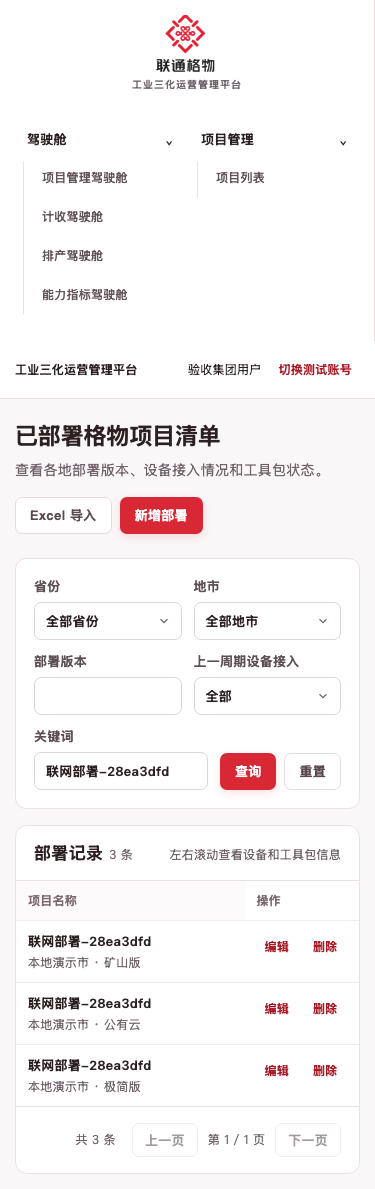 联通格物
工业三化运营管理平台
驾驶舱
项目管理驾驶舱
计收驾驶舱
排产驾驶舱
能力指标驾驶舱
项目管理
项目列表
工业三化运营管理平台 验收集团用户 切换测试账号
已部署格物项目清单
查看各地部署版本、设备接入情况和工具包状态。
Excel 导入 新增部署
省份 地市
全部省份 全部地市
部署版本 上一周期设备接入
全部
关键词
联网部署-28ea3dfd 查询 重置
部署记录 3 条 左右滚动查看设备和工具包信息
项目名称 操作
联网部署-28ea3dfd 编辑 删除
本地演示市 · 矿山版
联网部署-28ea3dfd 编辑 删除
本地演示市 · 公有云
联网部署-28ea3dfd 编辑 删除
本地演示市 · 极简版
共 3 条 上一页 第 1 / 1 页 下一页